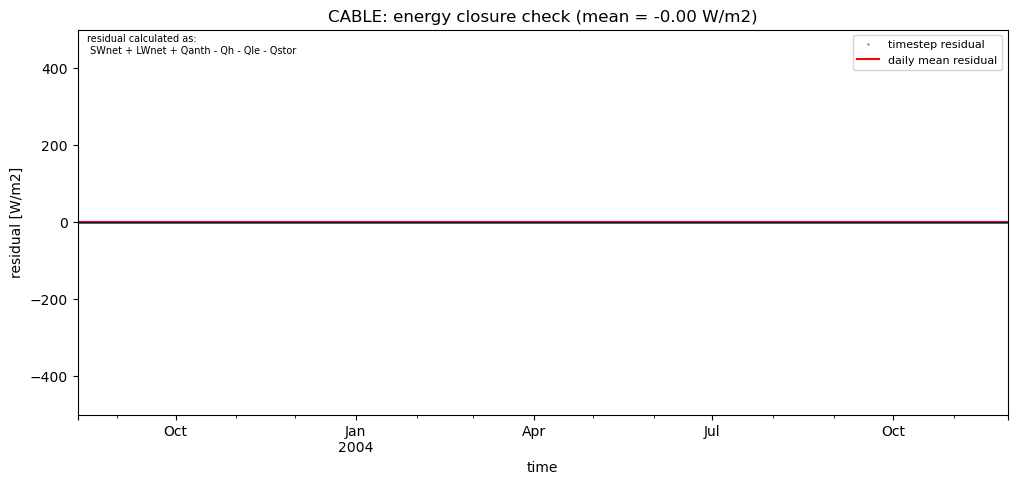 CABLE: energy closure check (mean = -0.00 W/m2)
residual calculated as:
SWnet + LWnet + Qanth - Qh - Qle - Qstor
timestep residual
daily mean residual
400
200
0
−200
−400
residual [W/m2]
Oct
Jan
2004
Apr
Jul
Oct
time